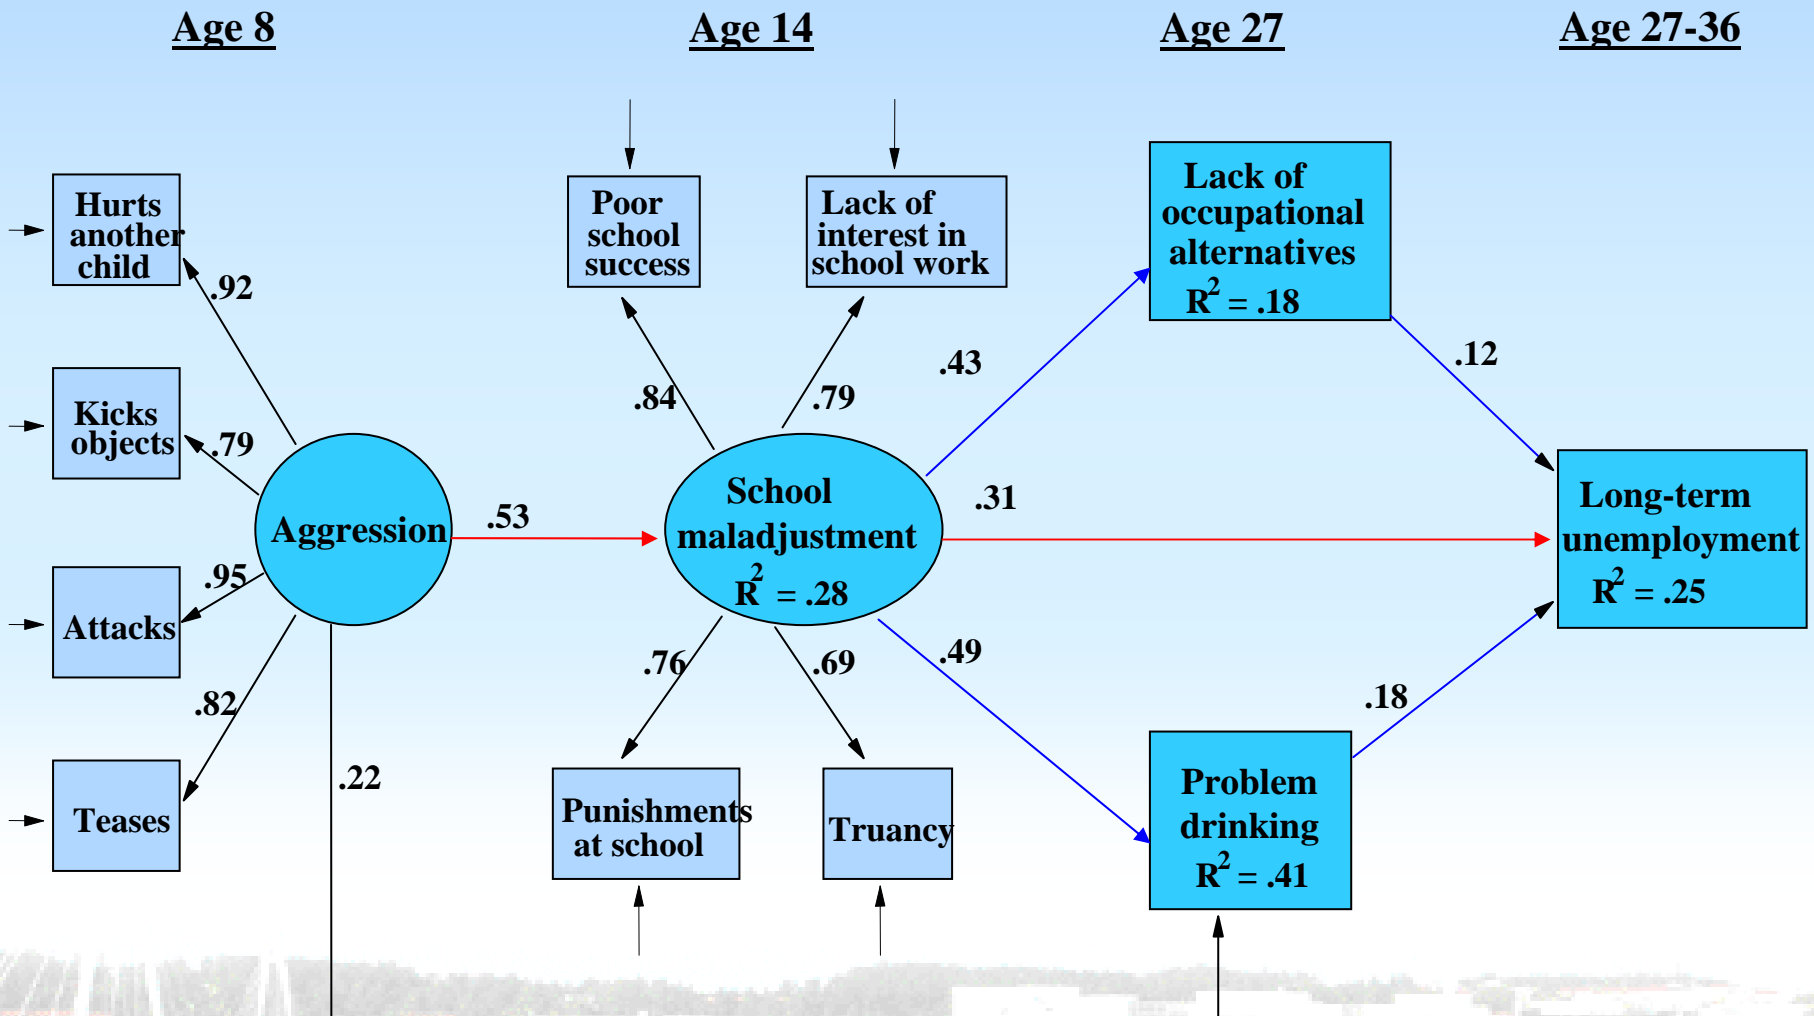 Age 8
Age 14
Age 27
Age 27-36
Hurts
another
child
Poor
school
success
Lack of
interest in
school work
Lack of
occupational
alternatives
R² = .18
.92
.43
.12
.84
.79
Kicks
objects
.79
Aggression
.53
School
maladjustment
R² = .28
.31
Long-term
unemployment
R² = .25
.95
Attacks
.76
.69
.49
.82
.18
.22
Teases
Punishments
at school
Truancy
Problem
drinking
R² = .41